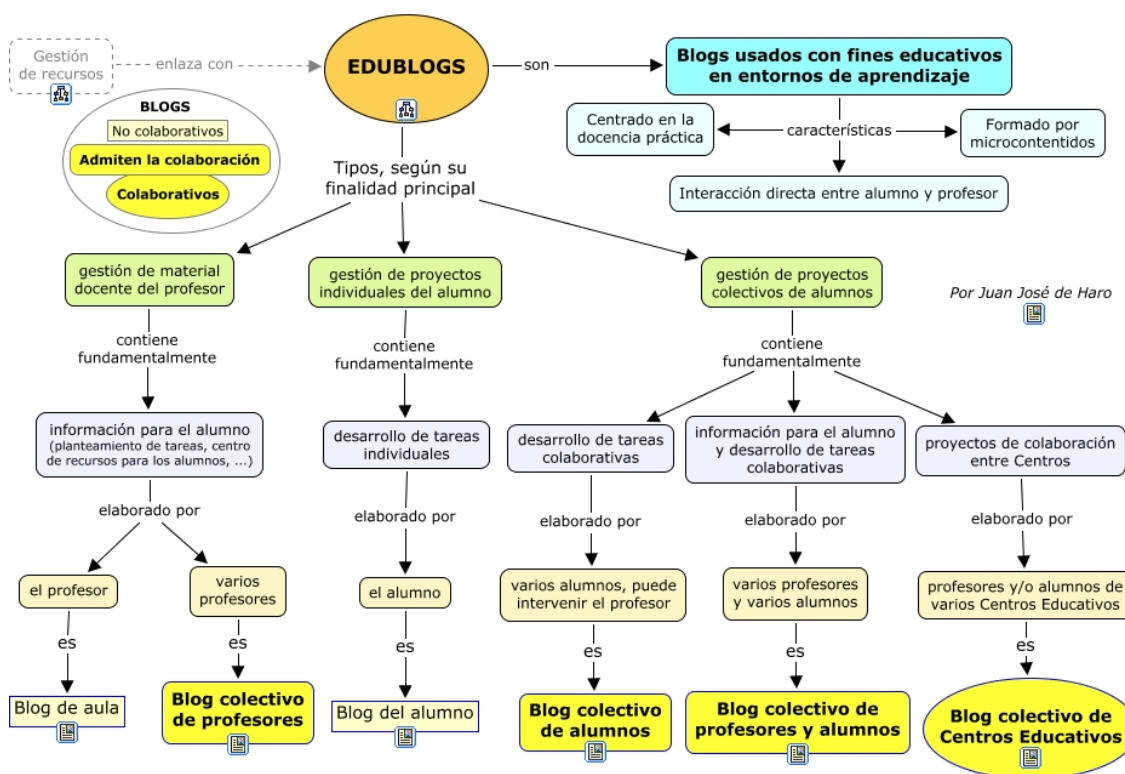 Gestión
de recursos
enlaza con
EDUBLOGS
son
Blogs usados con fines educativos
en entornos de aprendizaje
BLOGS
No colaborativos
Admiten la colaboración
Colaborativos
Centrado en la
docencia práctica
características
Formado por
microcontenidos
Interacción directa entre alumno y profesor
Tipos, según su
finalidad principal
gestión de material
docente del profesor
gestión de proyectos
individuales del alumno
gestión de proyectos
colectivos de alumnos
Por Juan José de Haro
contiene
fundamentalmente
contiene
fundamentalmente
contiene
fundamentalmente
información para el alumno
(planteamiento de tareas, centro
de recursos para los alumnos, ...)
desarrollo de tareas
individuales
desarrollo de tareas
colaborativas
información para el alumno
y desarrollo de tareas
colaborativas
proyectos de colaboración
entre Centros
elaborado por
elaborado por
elaborado por
elaborado por
elaborado por
el profesor
varios
profesores
el alumno
varios alumnos, puede
intervenir el profesor
varios profesores
y varios alumnos
profesores y/o alumnos de
varios Centros Educativos
es
es
es
es
es
es
Blog de aula
Blog colectivo
de profesores
Blog del alumno
Blog colectivo
de alumnos
Blog colectivo de
profesores y alumnos
Blog colectivo de
Centros Educativos